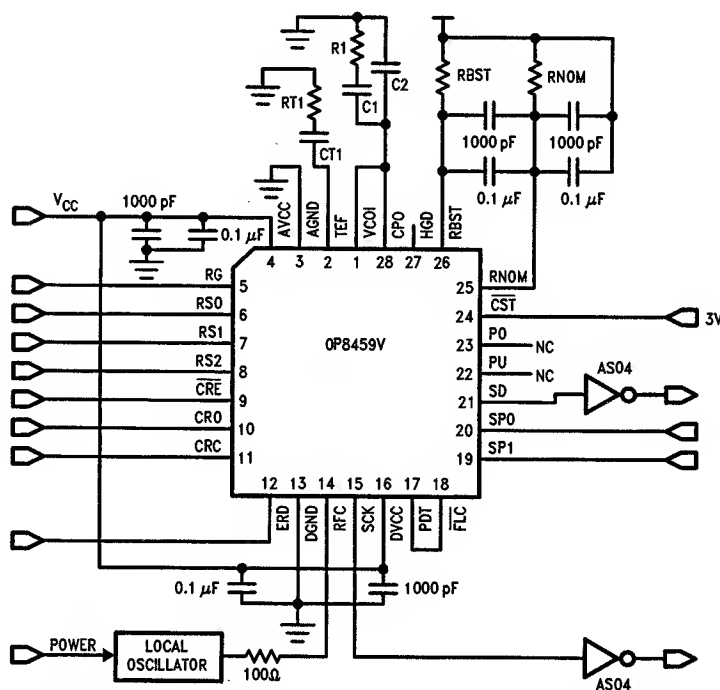 R1
C2
RT1
C1
CT1
RBST
RNOM
1000 pF
1000 pF
0.1 µF
0.1 µF
VCC
1000 pF
0.1 µF
AVCC
AGND
TEF
VCOI
CPO
HGD
RBST
4
3
2
1
28
27
26
RG
5
RS0
6
RS1
7
RS2
8
CRE
9
CRO
10
CRC
11
OP8459V
RNOM
25
CST
24
3V
PO
23
NC
PU
22
NC
SD
21
AS04
SP0
20
SP1
19
12
13
14
15
16
17
18
ERD
DGND
RFC
SCK
DVCC
PDT
FLC
0.1 µF
1000 pF
POWER
LOCAL
OSCILLATOR
100Ω
AS04